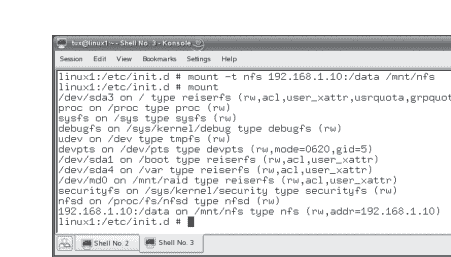 tux@linux1:~ - Shell No. 3 - Konsole
Session Edit View Bookmarks Settings Help
linux1:/etc/init.d # mount -t nfs 192.168.1.10:/data /mnt/nfs
linux1:/etc/init.d # mount
/dev/sda3 on / type reiserfs (rw,acl,user_xattr,usrquota,grpquot
proc on /proc type proc (rw)
sysfs on /sys type sysfs (rw)
debugfs on /sys/kernel/debug type debugfs (rw)
udev on /dev type tmpfs (rw)
devpts on /dev/pts type devpts (rw,mode=0620,gid=5)
/dev/sda1 on /boot type reiserfs (rw,acl,user_xattr)
/dev/sda4 on /var type reiserfs (rw,acl,user_xattr)
/dev/md0 on /mnt/raid type reiserfs (rw,acl,user_xattr)
securityfs on /sys/kernel/security type securityfs (rw)
nfsd on /proc/fs/nfsd type nfsd (rw)
192.168.1.10:/data on /mnt/nfs type nfs (rw,addr=192.168.1.10)
linux1:/etc/init.d #
Shell No. 2 Shell No. 3